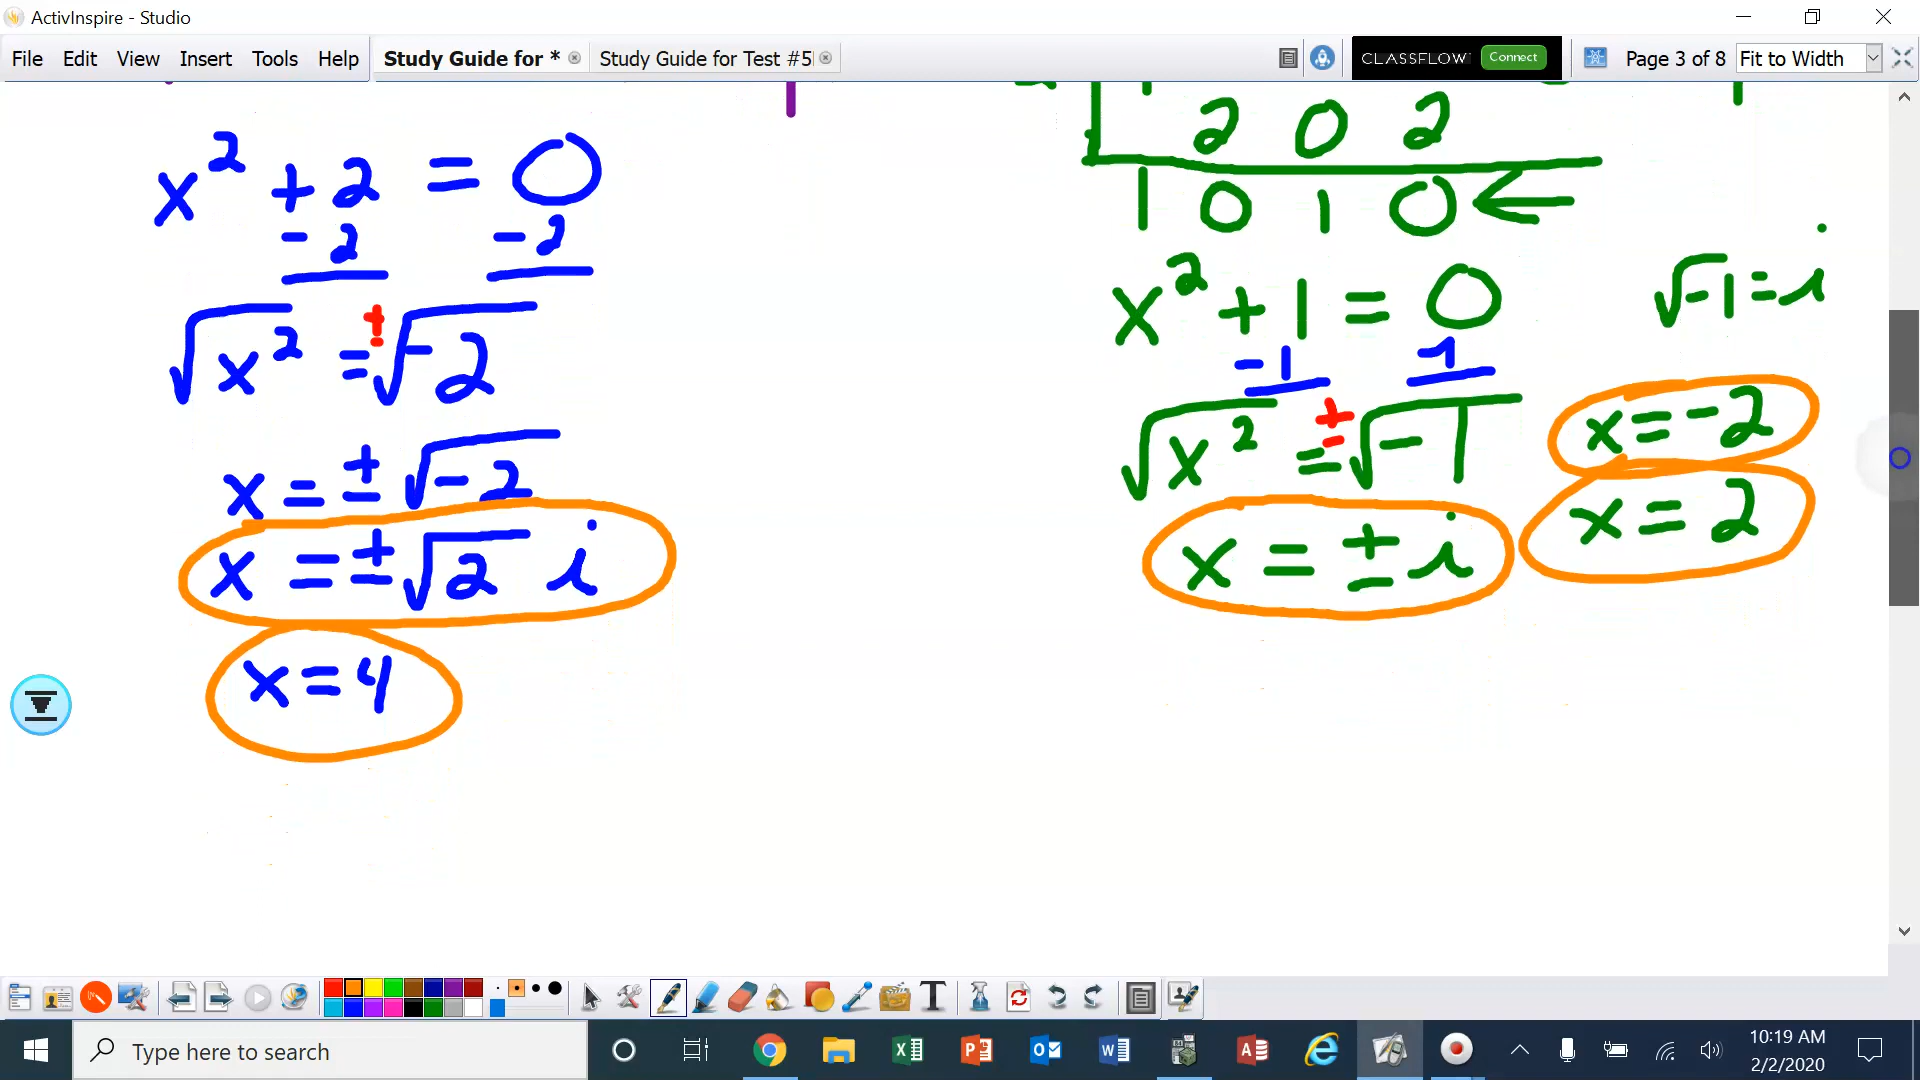 ActivInspire - Studio
File Edit View Insert Tools Help
Study Guide for *
Study Guide for Test #5
CLASSFLOW Connect
Page 3 of 8
Fit to Width
x² + 2 = 0
- 2 - 2
√x² = ±√-2
x = ± √-2
x = ± √2 i
x = 4
2 0 2
1 0 1 0 ←
x² + 1 = 0
-1 -1
√x² = ±√-1
x = ± i
√-1 = i
x = -2
x = 2
T
Type here to search
10:19 AM
2/2/2020